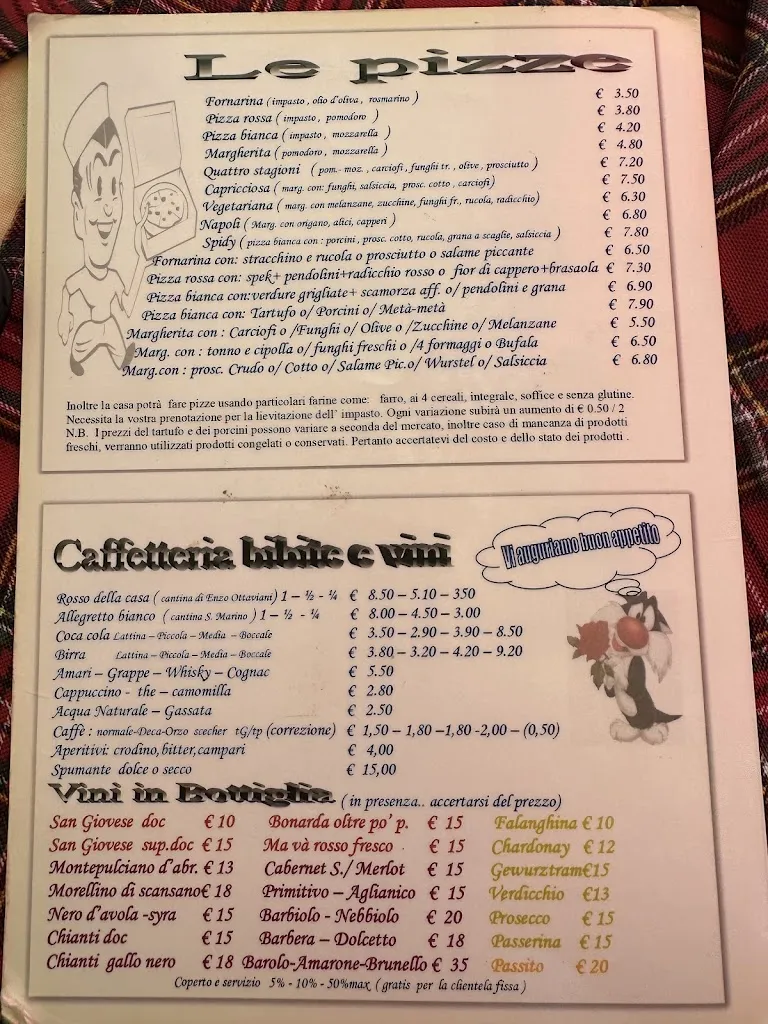 Le pizze
Fornarina ( impasto , olio d'oliva , rosmarino ) € 3.50
Pizza rossa ( impasto , pomodoro ) € 3.80
Pizza bianca ( impasto , mozzarella ) € 4.20
Margherita ( pomodoro , mozzarella ) € 4.80
Quattro stagioni ( pom.- moz. , carciofi , funghi tr. , olive , prosciutto ) € 7.20
Capricciosa ( marg. con: funghi, salsiccia, prosc. cotto , carciofi) € 7.50
Vegetariana ( marg. con melanzane, zucchine, funghi fr., rucola, radicchio) € 6.30
Napoli ( Marg. con origano, alici, capperi ) € 6.80
Spidy ( pizza bianca con : porcini , prosc. cotto, rucola, grana a scaglie, salsiccia ) € 7.80
Fornarina con: stracchino e rucola o prosciutto o salame piccante € 6.50
Pizza rossa con: spek+ pendolini+radicchio rosso o fior di cappero+brasaola € 7.30
Pizza bianca con:verdure grigliate+ scamorza aff. o/ pendolini e grana € 6.90
Pizza bianca con: Tartufo o/ Porcini o/ Metà-metà € 7.90
Margherita con : Carciofi o /Funghi o/ Olive o /Zucchine o/ Melanzane € 5.50
Marg. con : tonno e cipolla o/ funghi freschi o /4 formaggi o Bufala € 6.50
Marg.con : prosc. Crudo o/ Cotto o/ Salame Pic.o/ Wurstel o/ Salsiccia € 6.80
Inoltre la casa potrà fare pizze usando particolari farine come: farro, ai 4 cereali, integrale, soffice e senza glutine.
Necessita la vostra prenotazione per la lievitazione dell' impasto. Ogni variazione subirà un aumento di € 0.50 / 2
N.B. I prezzi del tartufo e dei porcini possono variare a seconda del mercato, inoltre caso di mancanza di prodotti
freschi, verranno utilizzati prodotti congelati o conservati. Pertanto accertatevi del costo e dello stato dei prodotti .
Caffetteria bibite e vini
Vi auguriamo buon appetito
Rosso della casa ( cantina di Enzo Ottaviani) 1 – ½ - ¼ € 8.50 – 5.10 – 350
Allegretto bianco ( cantina S. Marino ) 1 – ½ - ¼ € 8.00 – 4.50 – 3.00
Coca cola Lattina – Piccola – Media – Boccale € 3.50 – 2.90 – 3.90 – 8.50
Birra Lattina – Piccola – Media – Boccale € 3.80 – 3.20 – 4.20 – 9.20
Amari – Grappe – Whisky – Cognac € 5.50
Cappuccino - the – camomilla € 2.80
Acqua Naturale – Gassata € 2.50
Caffè : normale-Deca-Orzo scecher tG/tp (correzione) € 1,50 – 1,80 –1,80 -2,00 – (0,50)
Aperitivi: crodino,bitter,campari € 4,00
Spumante dolce o secco € 15,00
Vini in Bottiglia ( in presenza.. accertarsi del prezzo)
San Giovese doc € 10 Bonarda oltre po' p. € 15 Falanghina € 10
San Giovese sup.doc € 15 Ma và rosso fresco € 15 Chardonay € 12
Montepulciano d'abr. € 13 Cabernet S./ Merlot € 15 Gewurztram€15
Morellino di scansano€ 18 Primitivo – Aglianico € 15 Verdicchio €13
Nero d'avola -syra € 15 Barbiolo - Nebbiolo € 20 Prosecco € 15
Chianti doc € 15 Barbera – Dolcetto € 18 Passerina € 15
Chianti gallo nero € 18 Barolo-Amarone-Brunello € 35 Passito € 20
Coperto e servizio 5% - 10% - 50%max ( gratis per la clientela fissa )